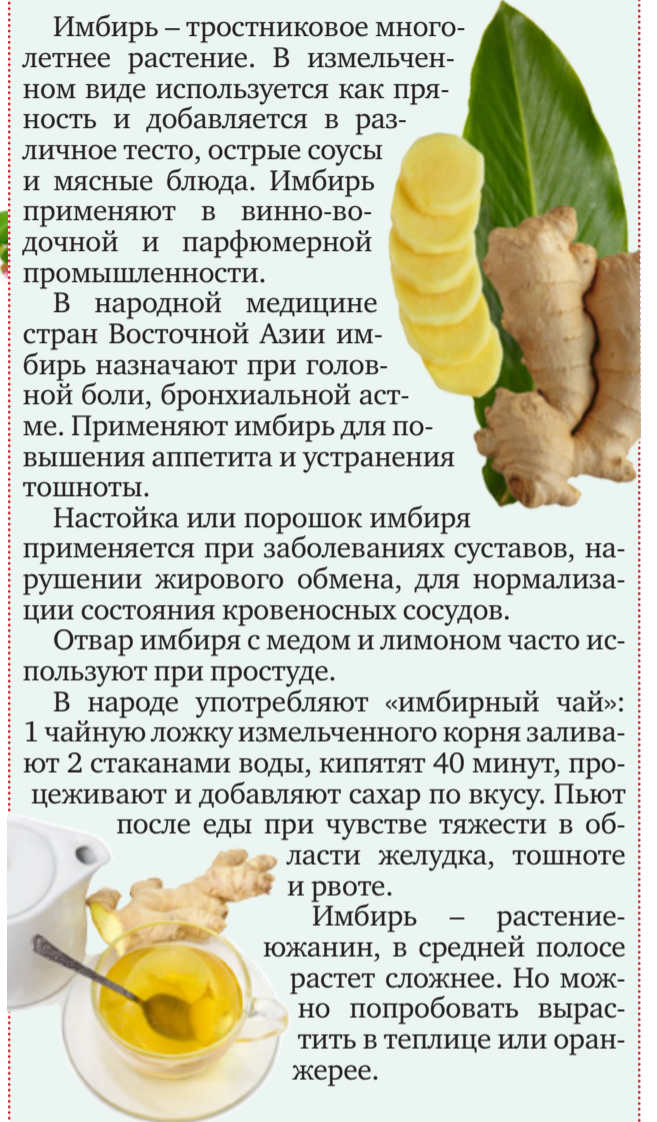 Имбирь – тростниковое много-
летнее растение. В измельчен-
ном виде используется как пря-
ность и добавляется в раз-
личное тесто, острые соусы
и мясные блюда. Имбирь
применяют в винно-во-
дочной и парфюмерной
промышленности.
В народной медицине
стран Восточной Азии им-
бирь назначают при голов-
ной боли, бронхиальной аст-
ме. Применяют имбирь для по-
вышения аппетита и устранения
тошноты.
Настойка или порошок имбиря
применяется при заболеваниях суставов, на-
рушении жирового обмена, для нормализа-
ции состояния кровеносных сосудов.
Отвар имбиря с медом и лимоном часто ис-
пользуют при простуде.
В народе употребляют «имбирный чай»:
1 чайную ложку измельченного корня залива-
ют 2 стаканами воды, кипятят 40 минут, про-
цеживают и добавляют сахар по вкусу. Пьют
после еды при чувстве тяжести в об-
ласти желудка, тошноте
и рвоте.
Имбирь – растение-
южанин, в средней полосе
растет сложнее. Но мож-
но попробовать вырас-
тить в теплице или оран-
жерее.